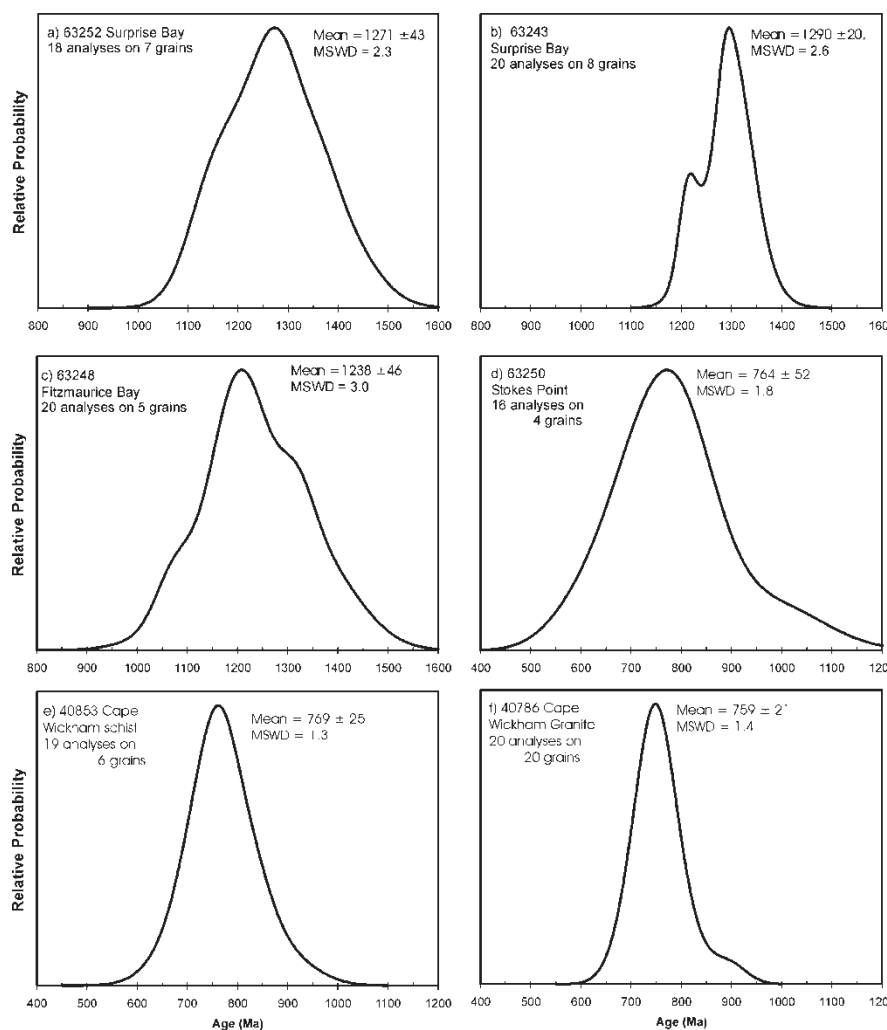 a) 63252 Surprise Bay
18 analyses on 7 grains
Mean = 1271 ±43
MSWD = 2.3
Relative Probability
800 900 1000 1100 1200 1300 1400 1500 1600
b) 63243
Surprise Bay
20 analyses on 8 grains
Mean = 1290 ± 20,
MSWD = 2.6
800 900 1000 1100 1200 1300 1400 1500 1600
c) 63248
Fitzmaurice Bay
20 analyses on 5 grains
Mean = 1238 ± 46
MSWD = 3.0
Relative Probability
800 900 1000 1100 1200 1300 1400 1500 1600
d) 63250
Stokes Point
16 analyses on
4 grains
Mean = 764 ± 52
MSWD = 1.8
400 500 600 700 800 900 1000 1100 1200
e) 40853 Cape
Wickham schist
19 analyses on
6 grains
Mean = 769 ± 25
MSWD = 1.3
Relative Probability
400 500 600 700 800 900 1000 1100 1200
Age (Ma)
f) 40786 Cape
Wickham Granite
20 analyses on
20 grains
Mean = 759 ±
MSWD = 1.4
400 500 600 700 800 900 1000 1100 1200
Age (Ma)